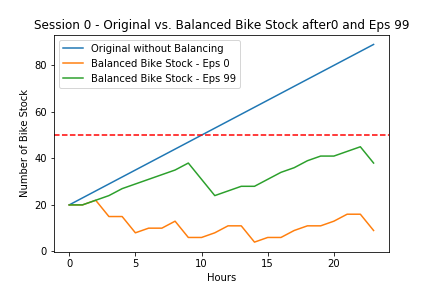 Session 0 - Original vs. Balanced Bike Stock after0 and Eps 99
Original without Balancing
Balanced Bike Stock - Eps 0
Balanced Bike Stock - Eps 99
Number of Bike Stock
80
60
40
20
0
0 5 10 15 20
Hours